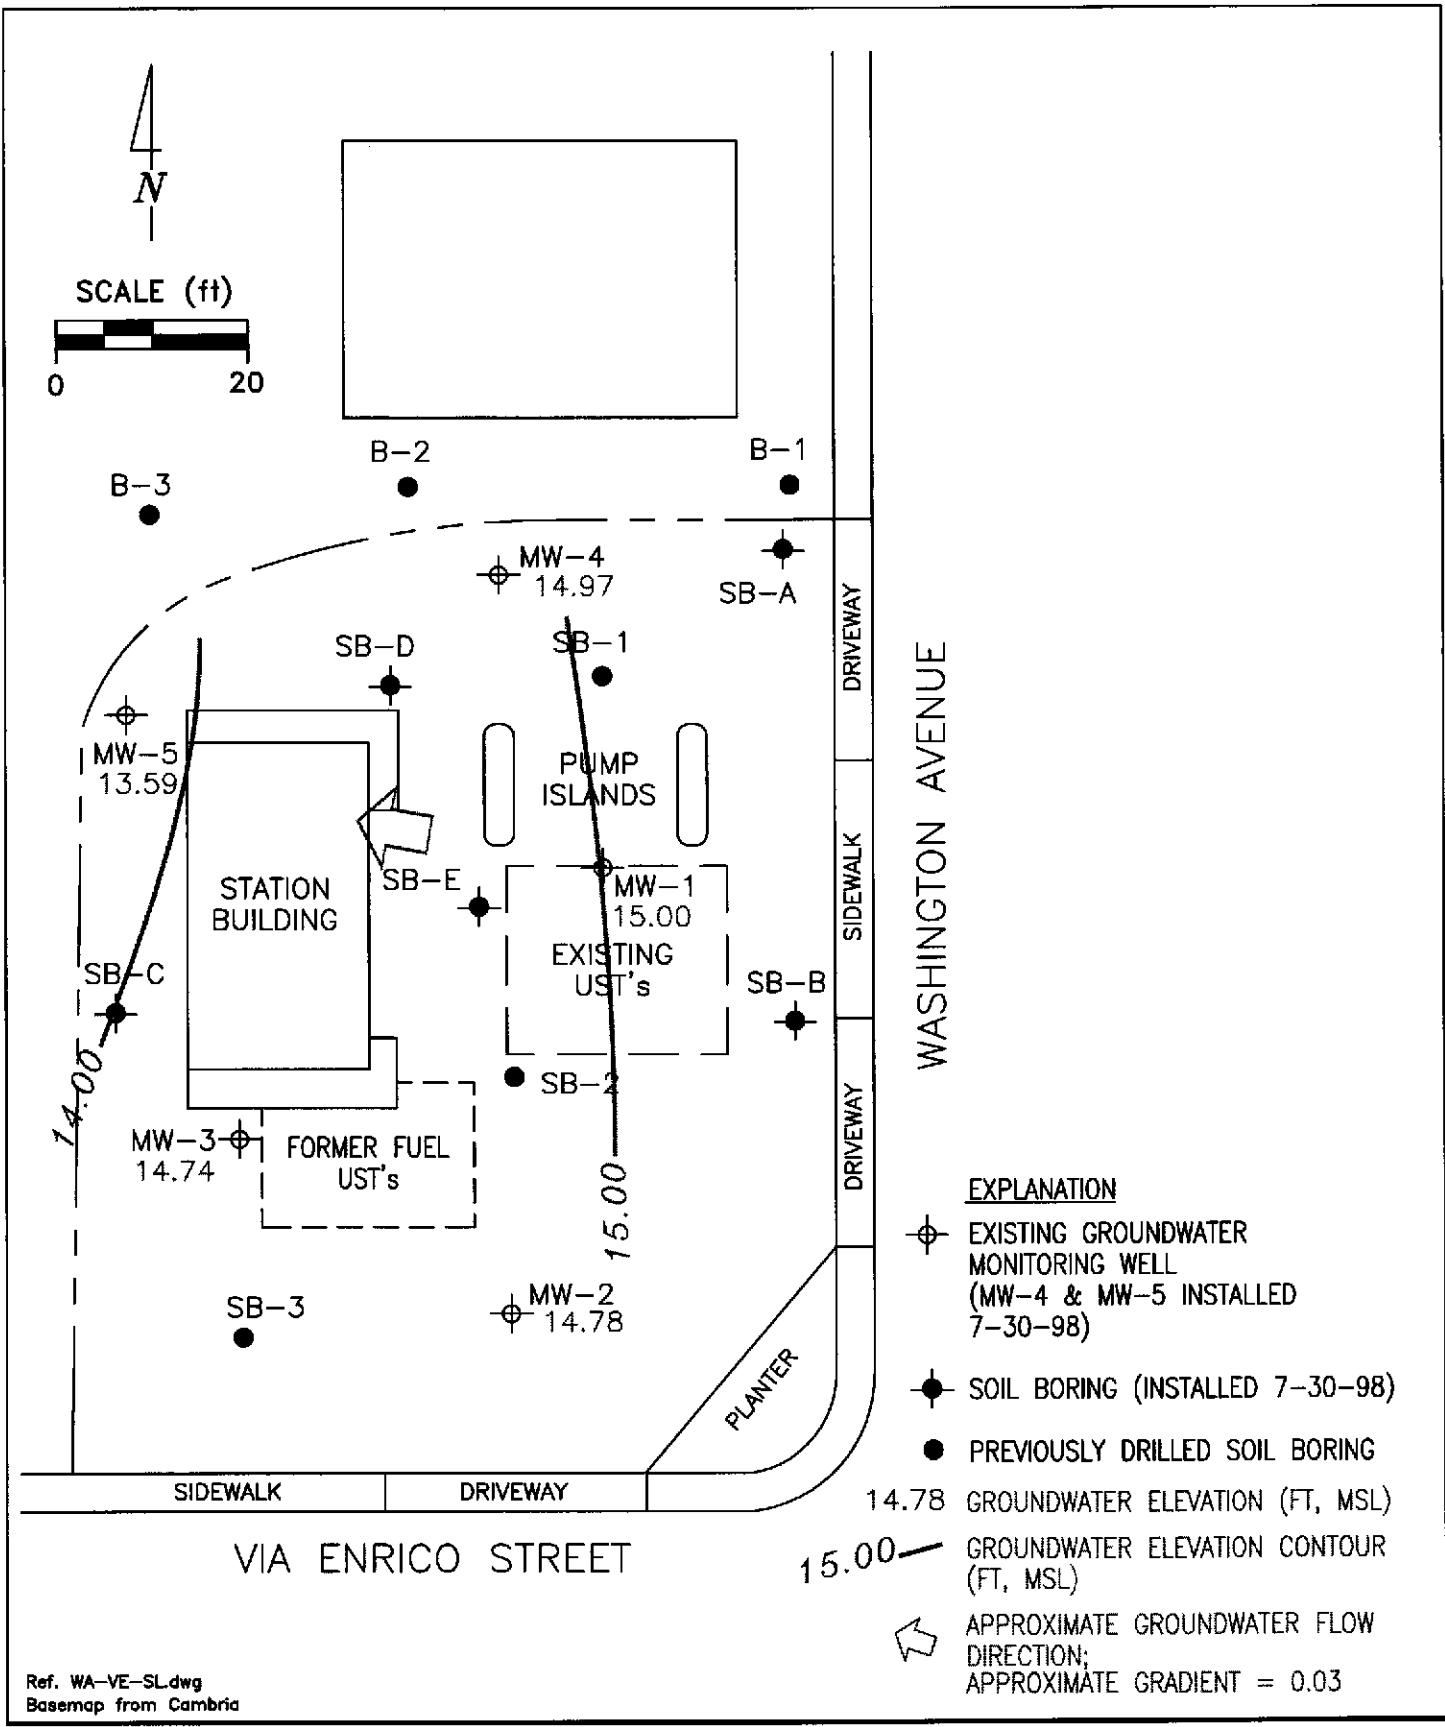 N
SCALE (ft)
0 20
B-2
B-1
B-3
MW-4
14.97
SB-A
SB-D
SB-1
DRIVEWAY
MW-5
13.59
PUMP
ISLANDS
WASHINGTON AVENUE
SIDEWALK
SB-E
STATION
BUILDING
MW-1
15.00
EXISTING
UST's
SB-C
SB-B
14.00
SB-2
DRIVEWAY
MW-3
14.74
FORMER FUEL
UST's
15.00
SB-3
MW-2
14.78
PLANTER
SIDEWALK
DRIVEWAY
VIA ENRICO STREET
EXPLANATION
EXISTING GROUNDWATER
MONITORING WELL
(MW-4 & MW-5 INSTALLED
7-30-98)
SOIL BORING (INSTALLED 7-30-98)
PREVIOUSLY DRILLED SOIL BORING
14.78 GROUNDWATER ELEVATION (FT, MSL)
15.00 GROUNDWATER ELEVATION CONTOUR
(FT, MSL)
APPROXIMATE GROUNDWATER FLOW
DIRECTION;
APPROXIMATE GRADIENT = 0.03
Ref. WA-VE-SL.dwg
Basemap from Cambria